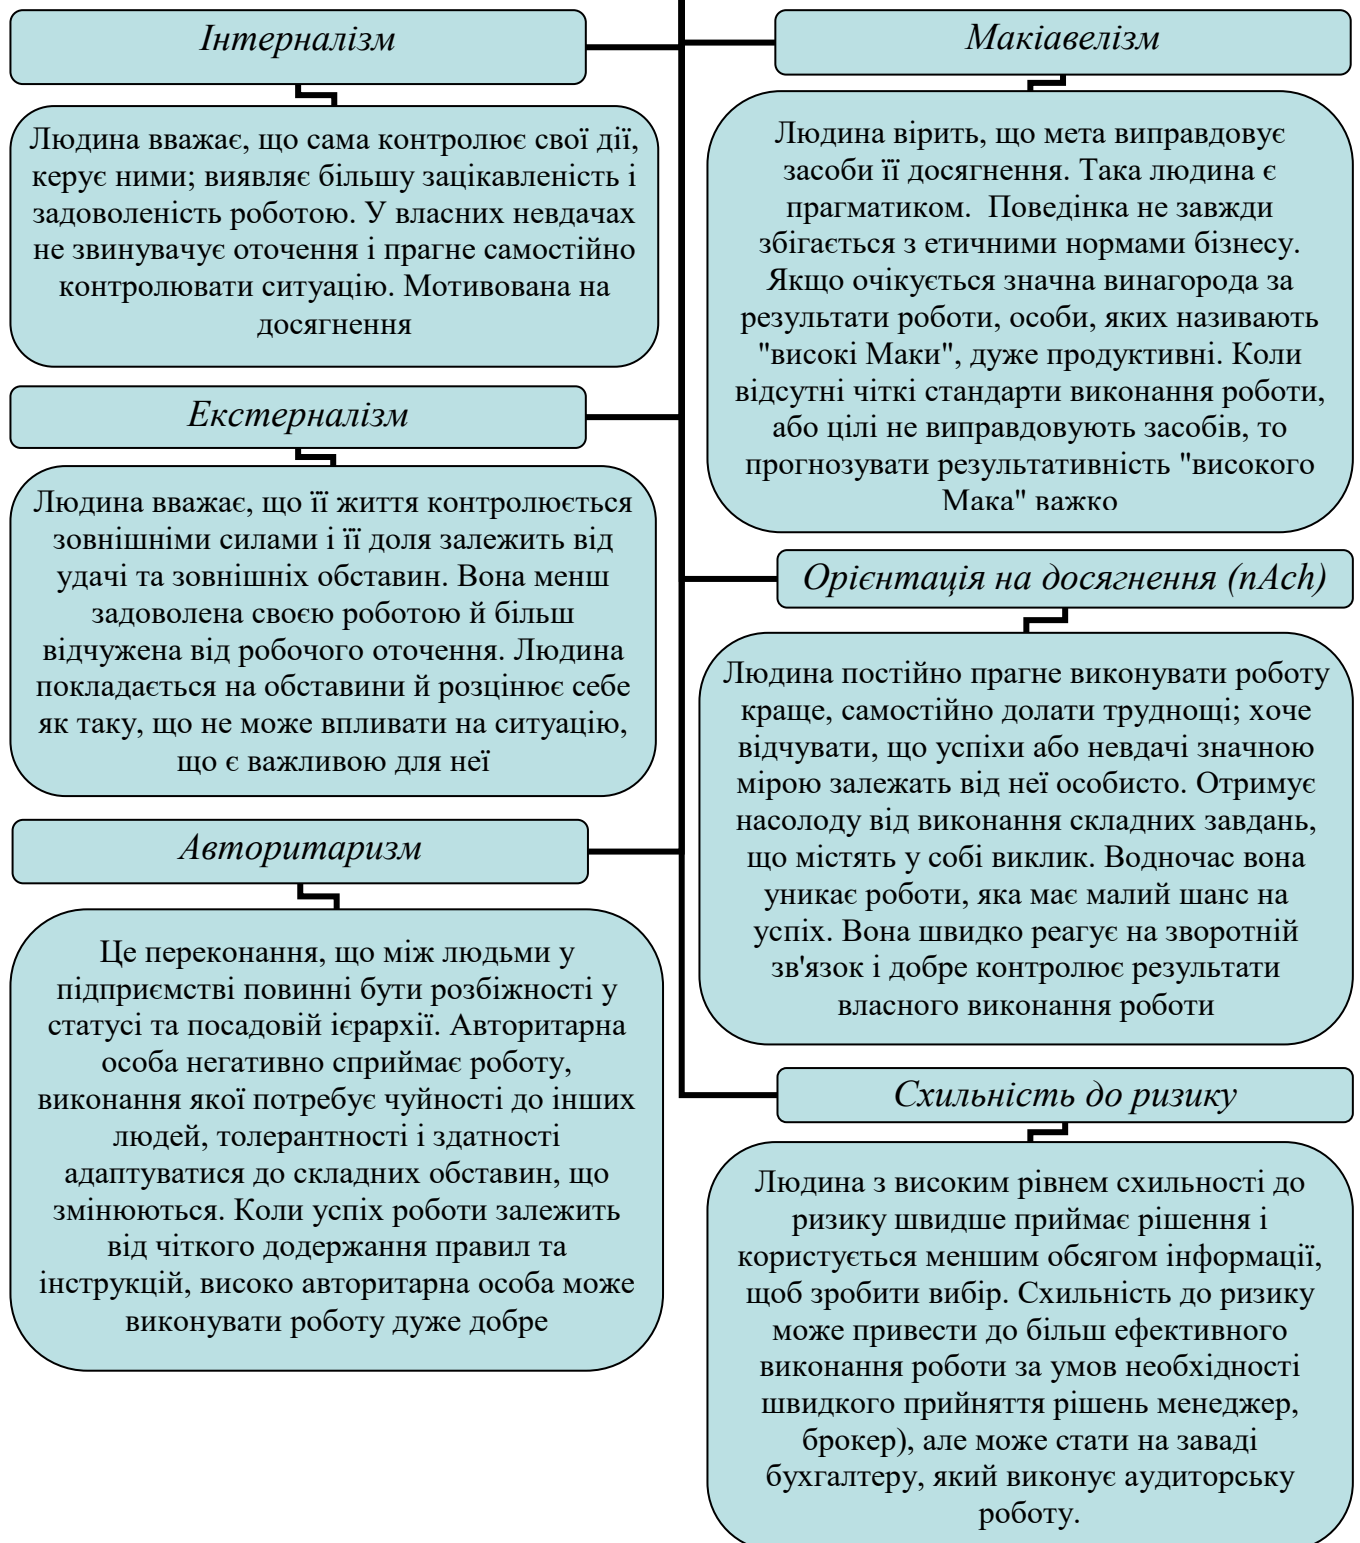 Інтерналізм
Людина вважає, що сама контролює свої дії,
керує ними; виявляє більшу зацікавленість і
задоволеність роботою. У власних невдачах
не звинувачує оточення і прагне самостійно
контролювати ситуацію. Мотивована на
досягнення
Екстерналізм
Людина вважає, що її життя контролюється
зовнішніми силами і її доля залежить від
удачі та зовнішніх обставин. Вона менш
задоволена своєю роботою й більш
відчужена від робочого оточення. Людина
покладається на обставини й розцінює себе
як таку, що не може впливати на ситуацію,
що є важливою для неї
Авторитаризм
Це переконання, що між людьми у
підприємстві повинні бути розбіжності у
статусі та посадовій ієрархії. Авторитарна
особа негативно сприймає роботу,
виконання якої потребує чуйності до інших
людей, толерантності і здатності
адаптуватися до складних обставин, що
змінюються. Коли успіх роботи залежить
від чіткого додержання правил та
інструкцій, високо авторитарна особа може
виконувати роботу дуже добре
Макіавелізм
Людина вірить, що мета виправдовує
засоби її досягнення. Така людина є
прагматиком. Поведінка не завжди
збігається з етичними нормами бізнесу.
Якщо очікується значна винагорода за
результати роботи, особи, яких називають
"високі Маки", дуже продуктивні. Коли
відсутні чіткі стандарти виконання роботи,
або цілі не виправдовують засобів, то
прогнозувати результативність "високого
Мака" важко
Орієнтація на досягнення (nAch)
Людина постійно прагне виконувати роботу
краще, самостійно долати труднощі; хоче
відчувати, що успіхи або невдачі значною
мірою залежать від неї особисто. Отримує
насолоду від виконання складних завдань,
що містять у собі виклик. Водночас вона
уникає роботи, яка має малий шанс на
успіх. Вона швидко реагує на зворотній
зв'язок і добре контролює результати
власного виконання роботи
Схильність до ризику
Людина з високим рівнем схильності до
ризику швидше приймає рішення і
користується меншим обсягом інформації,
щоб зробити вибір. Схильність до ризику
може привести до більш ефективного
виконання роботи за умов необхідності
швидкого прийняття рішень менеджер,
брокер), але може стати на заваді
бухгалтеру, який виконує аудиторську
роботу.